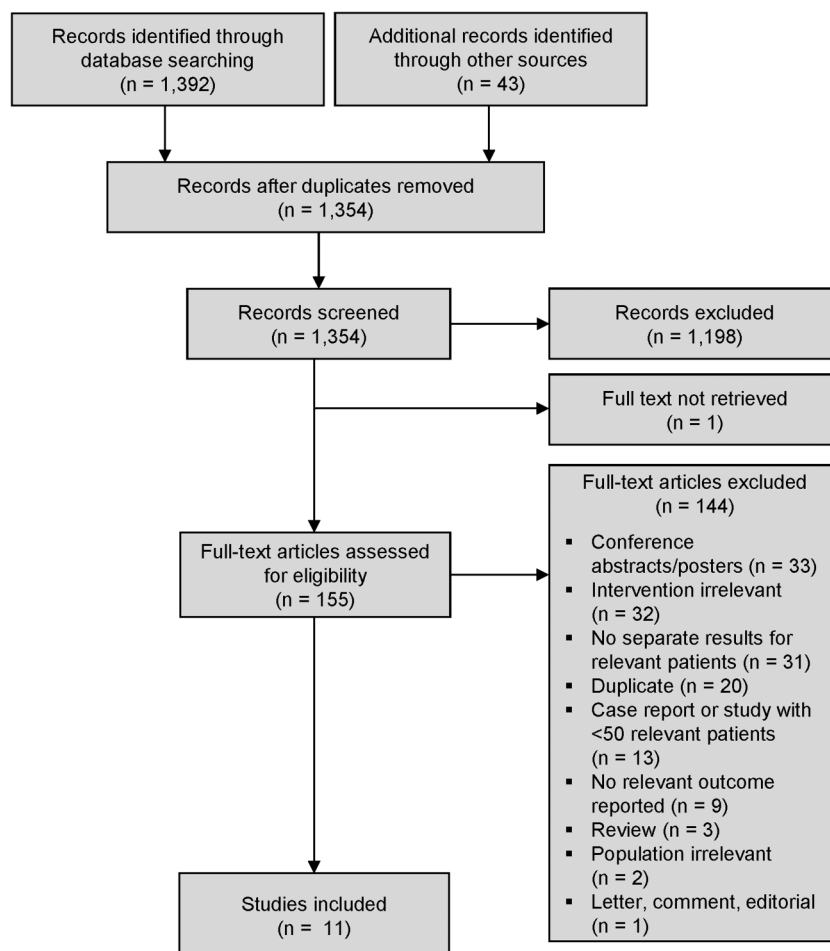 Records identified through
database searching
(n = 1,392)
Additional records identified
through other sources
(n = 43)
Records after duplicates removed
(n = 1,354)
Records screened
(n = 1,354)
Records excluded
(n = 1,198)
Full text not retrieved
(n = 1)
Full-text articles assessed
for eligibility
(n = 155)
Full-text articles excluded
(n = 144)
▪ Conference
abstracts/posters (n = 33)
▪ Intervention irrelevant
(n = 32)
▪ No separate results for
relevant patients (n = 31)
▪ Duplicate (n = 20)
▪ Case report or study with
<50 relevant patients
(n = 13)
▪ No relevant outcome
reported (n = 9)
▪ Review (n = 3)
▪ Population irrelevant
(n = 2)
▪ Letter, comment, editorial
(n = 1)
Studies included
(n = 11)